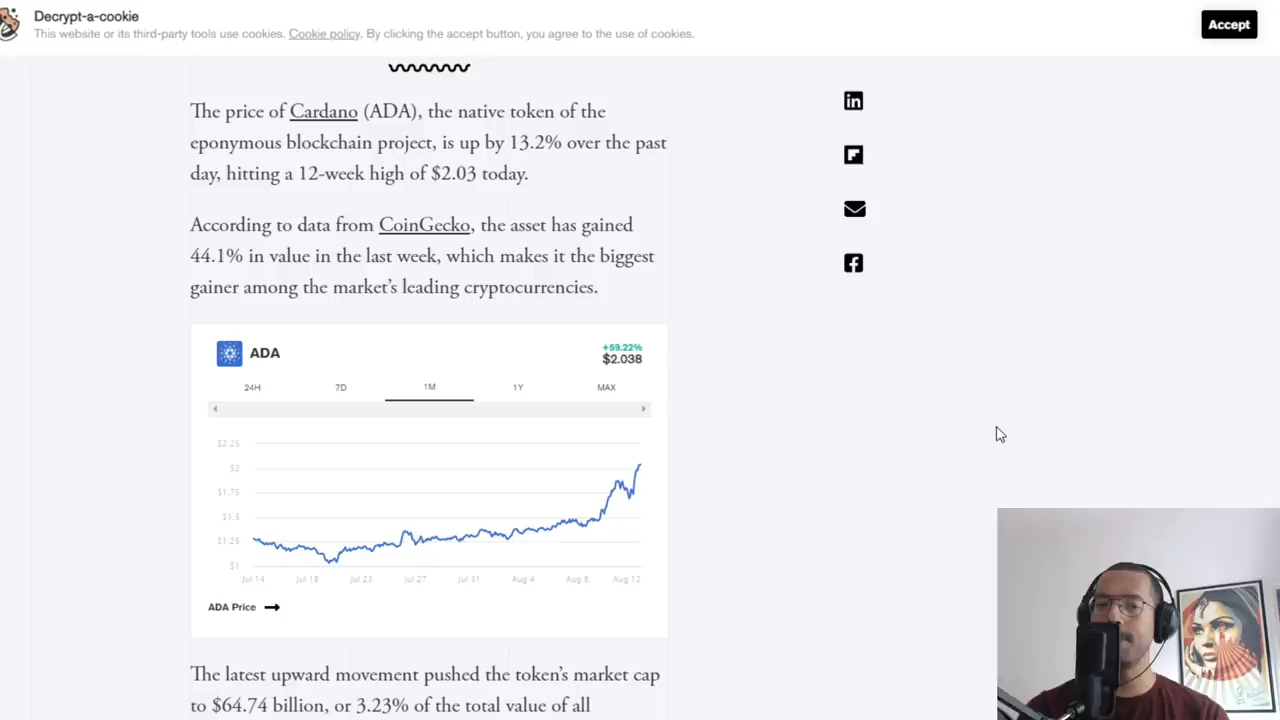 Decrypt-a-cookie
This website or its third-party tools use cookies. Cookie policy. By clicking the accept button, you agree to the use of cookies.
Accept
The price of Cardano (ADA), the native token of the
eponymous blockchain project, is up by 13.2% over the past
day, hitting a 12-week high of $2.03 today.
According to data from CoinGecko, the asset has gained
44.1% in value in the last week, which makes it the biggest
gainer among the market’s leading cryptocurrencies.
ADA
+59.22%
$2.038
24H 7D 1M 1Y MAX
$2.25
$2
$1.75
$1.5
$1.25
$1
Jul 14 Jul 18 Jul 23 Jul 27 Jul 31 Aug 4 Aug 8 Aug 12
ADA Price
The latest upward movement pushed the token’s market cap
to $64.74 billion, or 3.23% of the total value of all